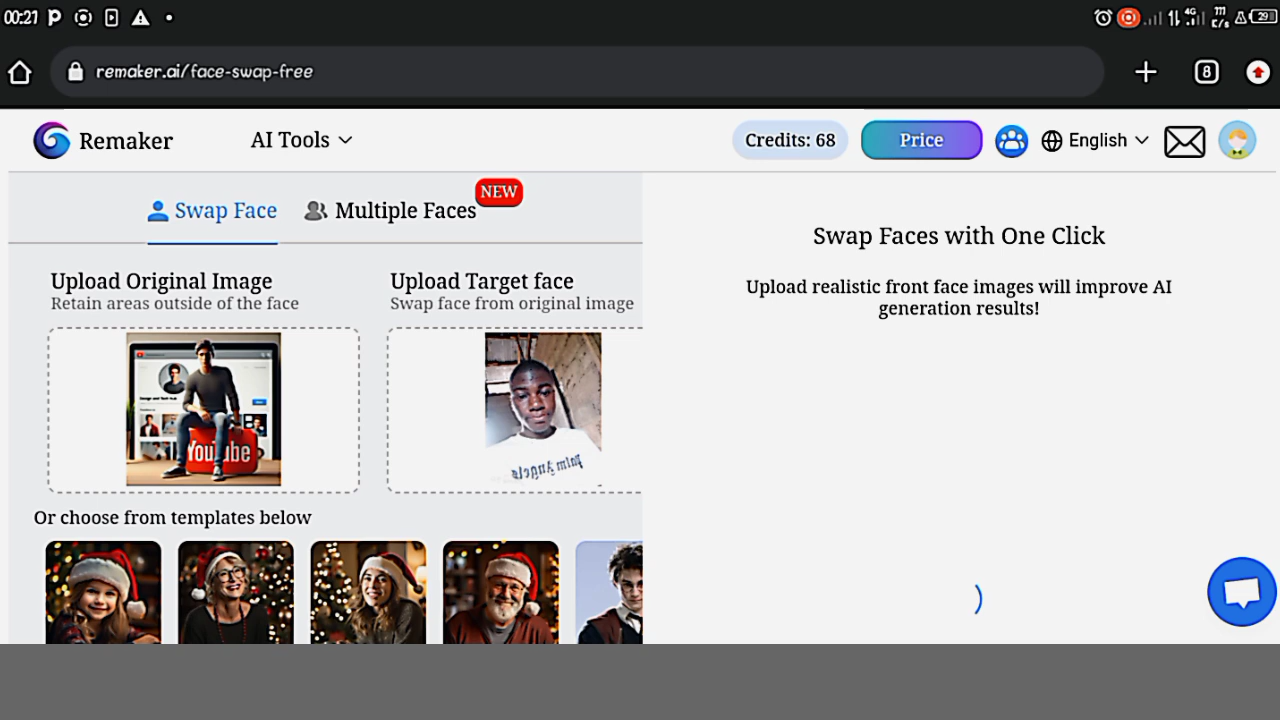 00:21
4G
29
remaker.ai/face-swap-free
8
Remaker
AI Tools
Credits: 68
Price
English
Swap Face
Multiple Faces
NEW
Upload Original Image
Retain areas outside of the face
Upload Target face
Swap face from original image
YouTube
Or choose from templates below
Swap Faces with One Click
Upload realistic front face images will improve AI
generation results!